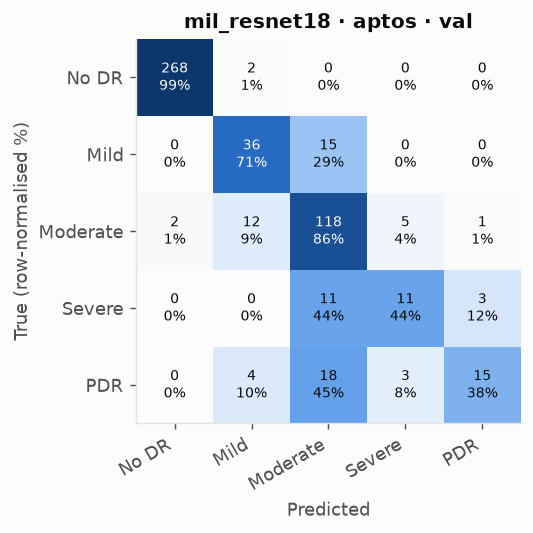 mil_resnet18 · aptos · val
True (row-normalised %)
No DR
268 2 0 0 0
99% 1% 0% 0% 0%
Mild
0 36 15 0 0
0% 71% 29% 0% 0%
Moderate
2 12 118 5 1
1% 9% 86% 4% 1%
Severe
0 0 11 11 3
0% 0% 44% 44% 12%
PDR
0 4 18 3 15
0% 10% 45% 8% 38%
No DR Mild Moderate Severe PDR
Predicted